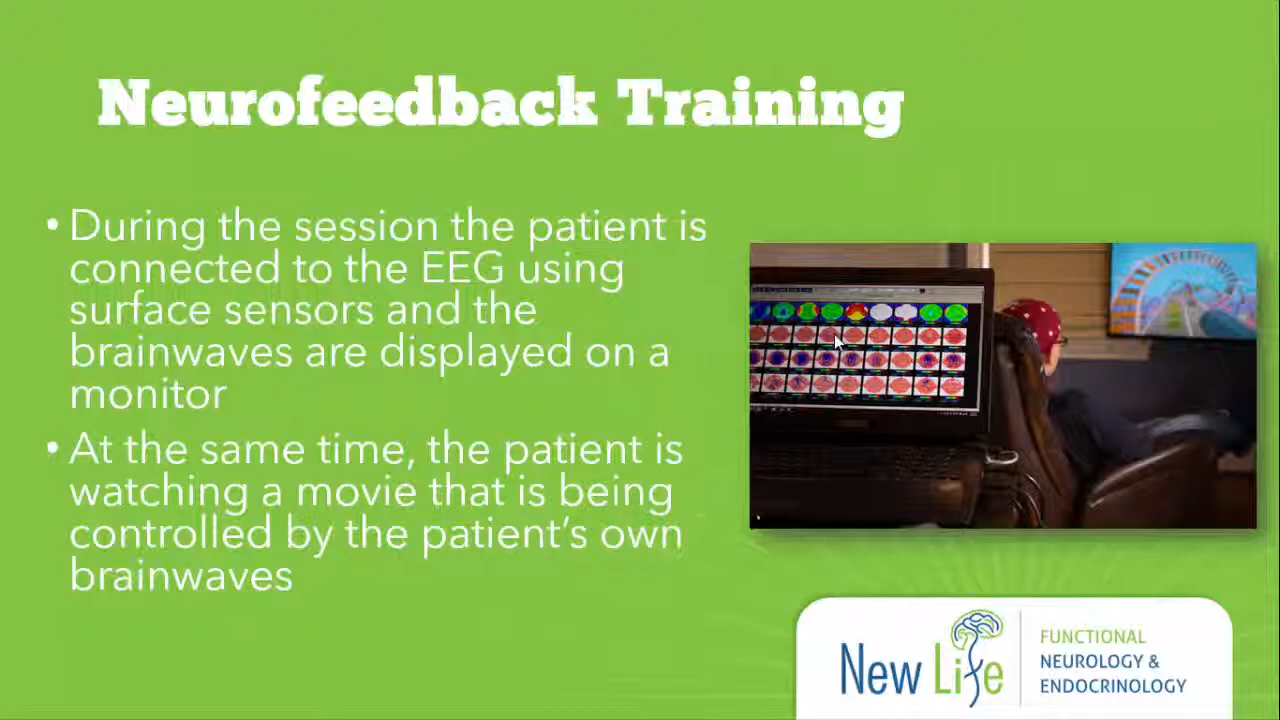 Neurofeedback Training
• During the session the patient is
connected to the EEG using
surface sensors and the
brainwaves are displayed on a
monitor
• At the same time, the patient is
watching a movie that is being
controlled by the patient's own
brainwaves
New Life
FUNCTIONAL
NEUROLOGY &
ENDOCRINOLOGY